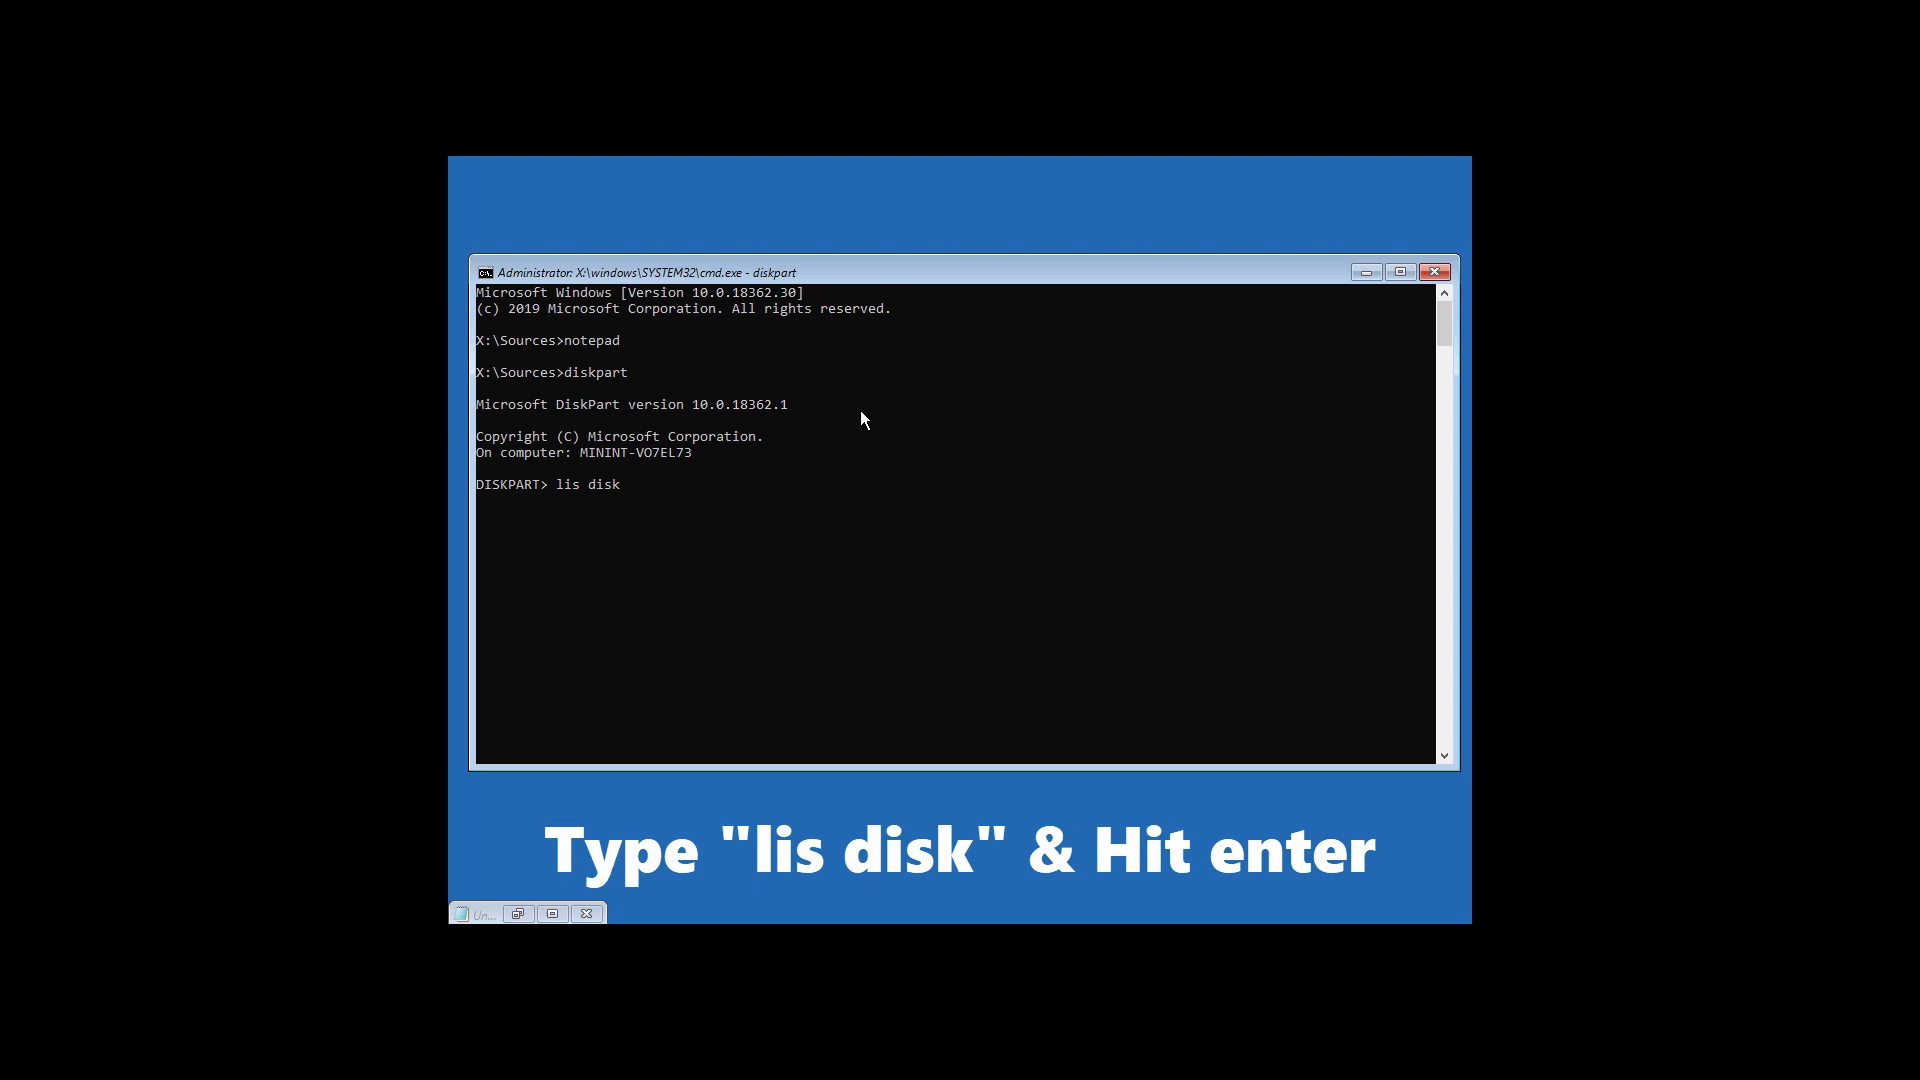 Administrator: X:\windows\SYSTEM32\cmd.exe - diskpart
Microsoft Windows [Version 10.0.18362.30]
(c) 2019 Microsoft Corporation. All rights reserved.
X:\Sources>notepad
X:\Sources>diskpart
Microsoft DiskPart version 10.0.18362.1
Copyright (C) Microsoft Corporation.
On computer: MININT-VO7EL73
DISKPART> lis disk
Type "lis disk" & Hit enter
Un...